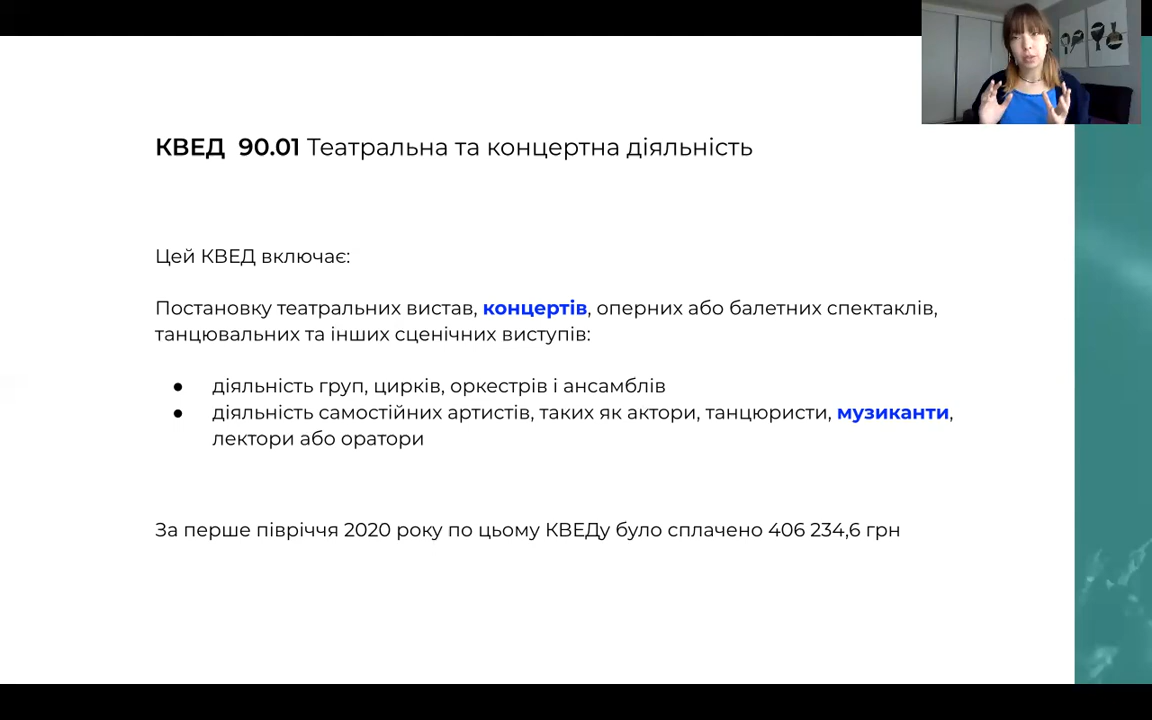 КВЕД 90.01 Театральна та концертна діяльність
Цей КВЕД включає:
Постановку театральних вистав, концертів, оперних або балетних спектаклів,
танцювальних та інших сценічних виступів:
● діяльність груп, цирків, оркестрів і ансамблів
● діяльність самостійних артистів, таких як актори, танцюристи, музиканти,
лектори або оратори
За перше півріччя 2020 року по цьому КВЕДу було сплачено 406 234,6 грн